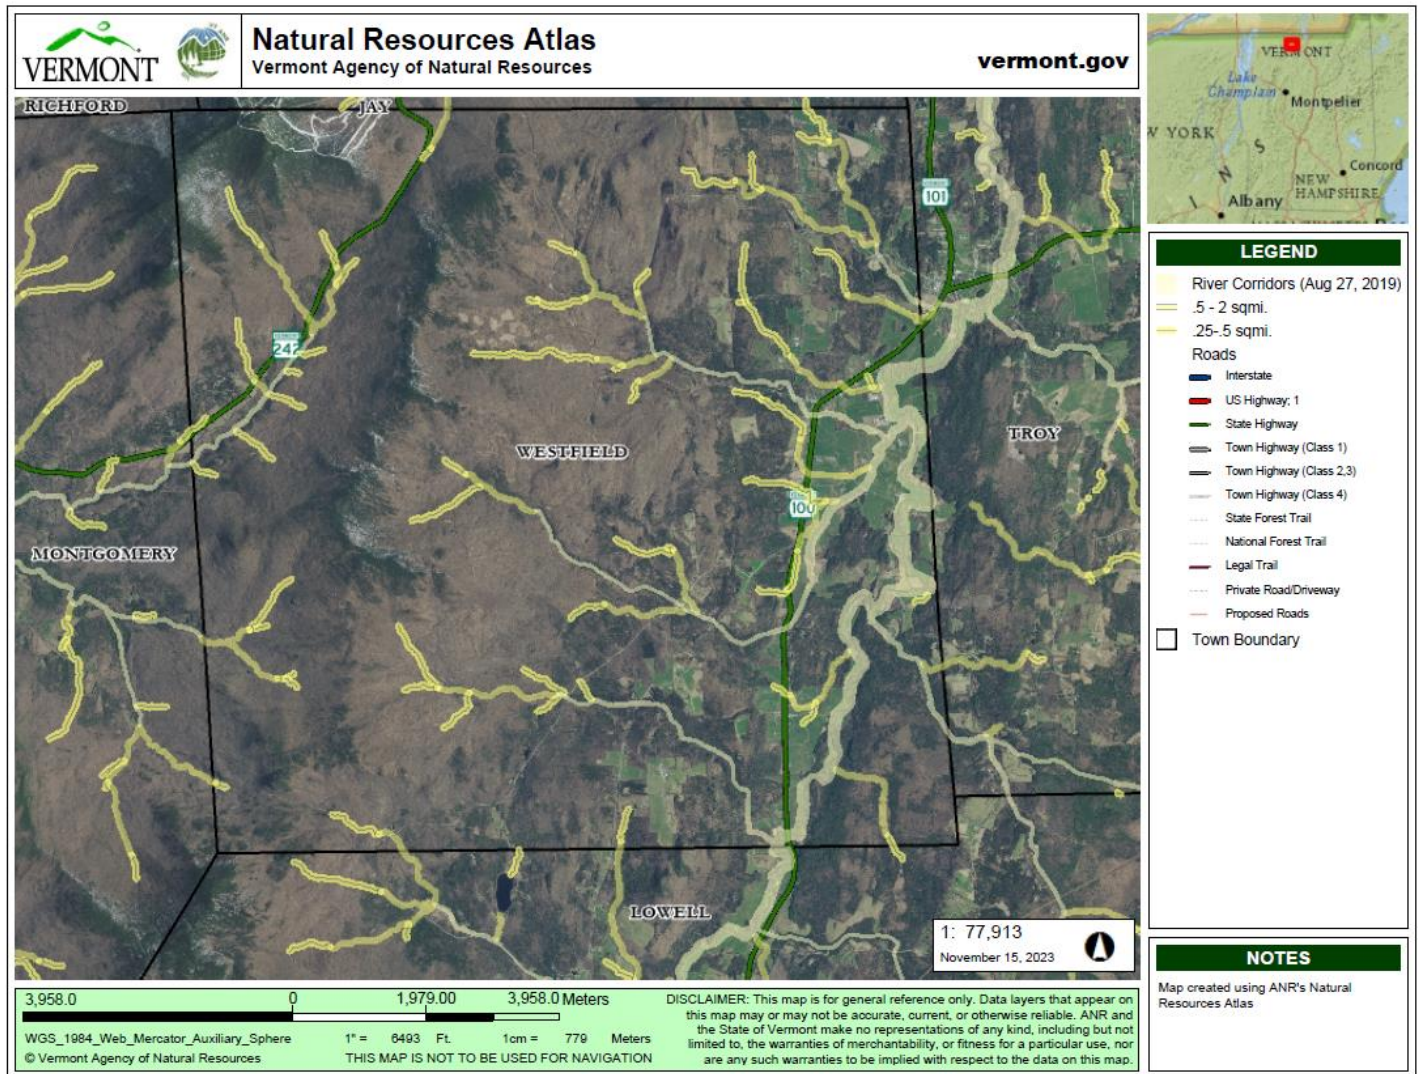 VERMONT
Natural Resources Atlas
Vermont Agency of Natural Resources
vermont.gov
VERMONT
Lake
Champlain
Montpelier
W YORK
S
Concord
N
NEW
HAMPSHIRE
I
Albany
RICHFORD
JAY
101
242
WESTFIELD
TROY
100
MONTGOMERY
LOWELL
1: 77,913
November 15, 2023
LEGEND
River Corridors (Aug 27, 2019)
.5 - 2 sqmi.
.25-.5 sqmi.
Roads
Interstate
US Highway; 1
State Highway
Town Highway (Class 1)
Town Highway (Class 2,3)
Town Highway (Class 4)
State Forest Trail
National Forest Trail
Legal Trail
Private Road/Driveway
Proposed Roads
Town Boundary
NOTES
Map created using ANR's Natural
Resources Atlas
3,958.0 0 1,979.00 3,958.0 Meters
WGS_1984_Web_Mercator_Auxiliary_Sphere 1" = 6493 Ft. 1cm = 779 Meters
© Vermont Agency of Natural Resources THIS MAP IS NOT TO BE USED FOR NAVIGATION
DISCLAIMER: This map is for general reference only. Data layers that appear on
this map may or may not be accurate, current, or otherwise reliable. ANR and
the State of Vermont make no representations of any kind, including but not
limited to, the warranties of merchantability, or fitness for a particular use, nor
are any such warranties to be implied with respect to the data on this map.